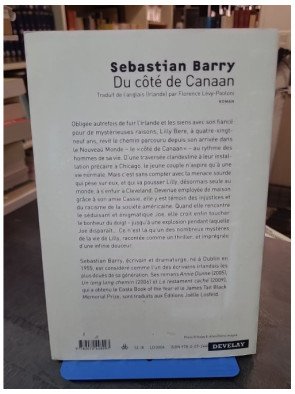 Sebastian Barry
Du côté de Canaan
Traduit de l'anglais (Irlande) par Florence Lévy-Paoloni
ROMAN
Obligée autrefois de fuir l'Irlande et les siens avec son fiancé
pour de mystérieuses raisons, Lilly Bere, à quatre-vingt-
neuf ans, revit le chemin parcouru depuis son arrivée dans
le Nouveau Monde – le « côté de Canaan » – au rythme des
hommes de sa vie. D'une traversée clandestine à leur instal-
lation précaire à Chicago, le jeune couple n'aspire qu'à une
vie normale. Mais c'est sans compter avec la menace sourde
qui pèse sur eux, et qui va pousser Lilly, désormais seule au
monde, à s'enfuir à Cleveland. Devenue employée de maison
grâce à son amie Cassie, elle y est témoin des injustices et
du racisme de la société américaine. Quand elle rencontre
le séduisant et énigmatique Joe, elle croit enfin toucher
le bonheur du doigt – jusqu'à une explosion pendant laquelle
Joe disparaît... Ce n'est là qu'un des nombreux mystères
de la vie de Lilly, racontée comme un thriller, et imprégnée
d'une infinie douceur.
Sebastian Barry, écrivain et dramaturge, né à Dublin en
1955, est considéré comme l'un des écrivains irlandais les
plus doués de sa génération. Ses romans Annie Dunne (2005),
Un long long chemin (2006) et Le testament caché (2009),
qui a obtenu le Costa Book of the Year et le James Tait Black
Memorial Prize, sont traduits aux Éditions Joëlle Losfeld.
DEVELAY